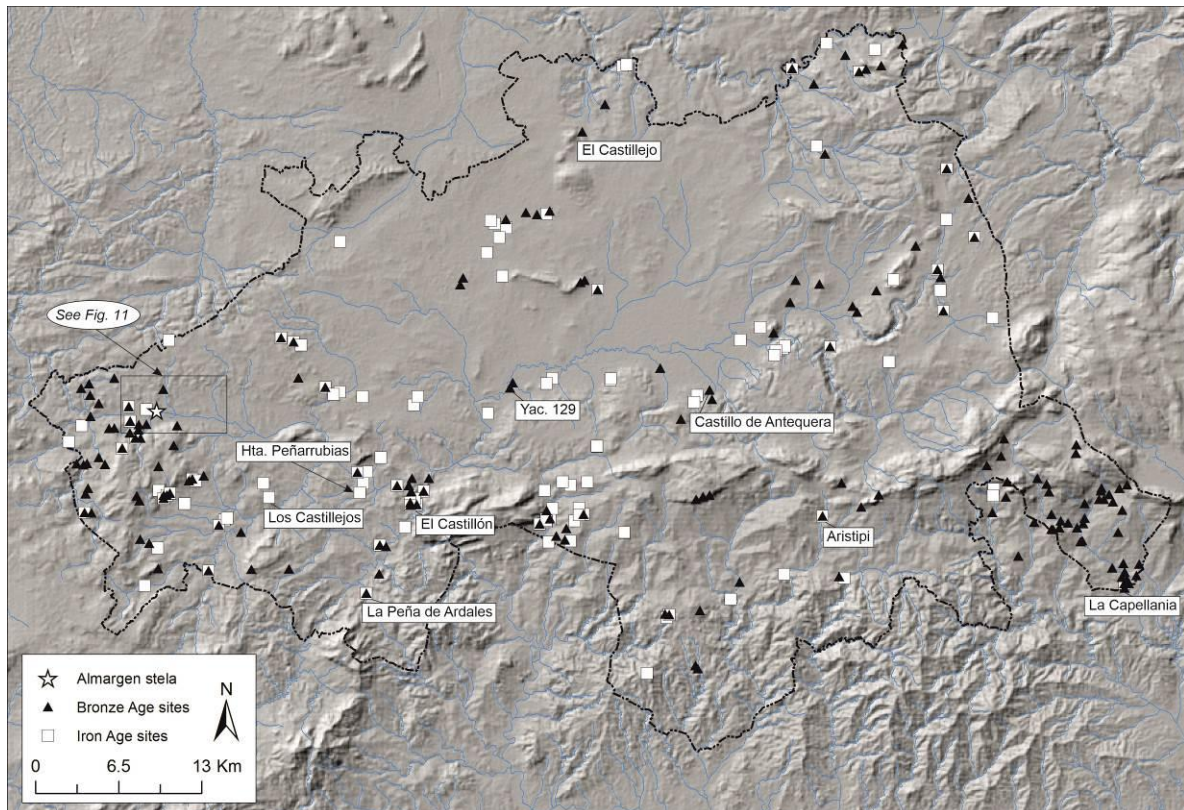 El Castillejo
See Fig. 11
Yac. 129
Castillo de Antequera
Hta. Peñarrubias
Los Castillejos
El Castillón
Aristipi
La Peña de Ardales
La Capellania
Almargen stela
Bronze Age sites
Iron Age sites
N
0 6.5 13 Km